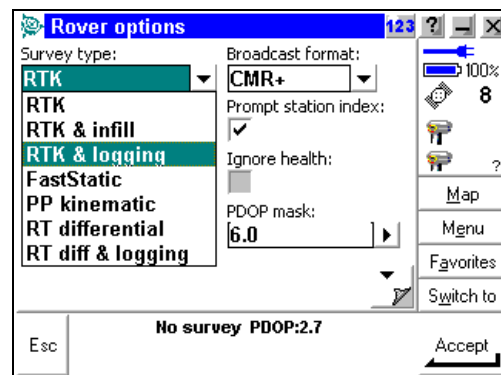 Rover options
123
?
Survey type:
Broadcast format:
RTK
CMR+
RTK
RTK & infill
RTK & logging
FastStatic
PP kinematic
RT differential
RT diff & logging
Prompt station index:
Ignore health:
PDOP mask:
6.0
100%
8
?
Map
Menu
Favorites
Switch to
Esc
No survey PDOP:2.7
Accept